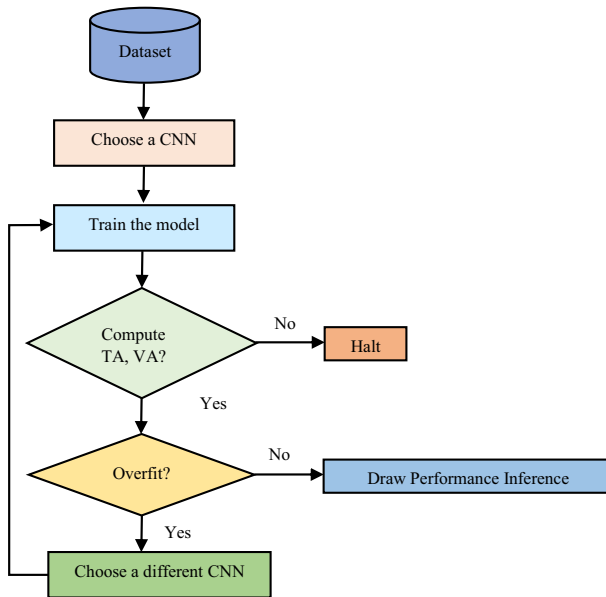 Dataset
Choose a CNN
Train the model
Compute
TA, VA?
No
Halt
Yes
Overfit?
No
Draw Performance Inference
Yes
Choose a different CNN